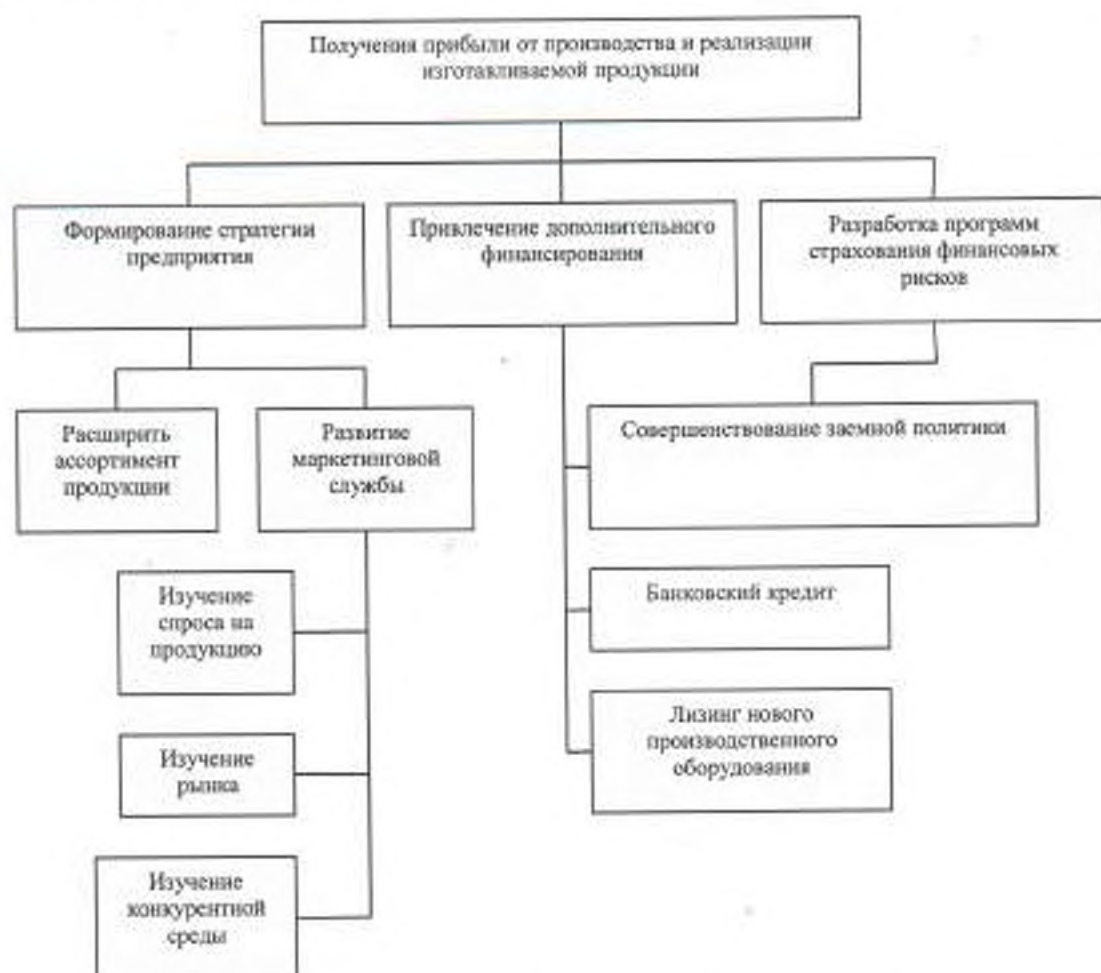 Получения прибыли от производства и реализации
изготавливаемой продукции
Формирование стратегии
предприятия
Привлечение дополнительного
финансирования
Разработка программ
страхования финансовых
рисков
Расширить
ассортимент
продукции
Развитие
маркетинговой
службы
Совершенствование заемной политики
Изучение
спроса на
продукцию
Банковский кредит
Изучение
рынка
Лизинг нового
производственного
оборудования
Изучение
конкурентной
среды